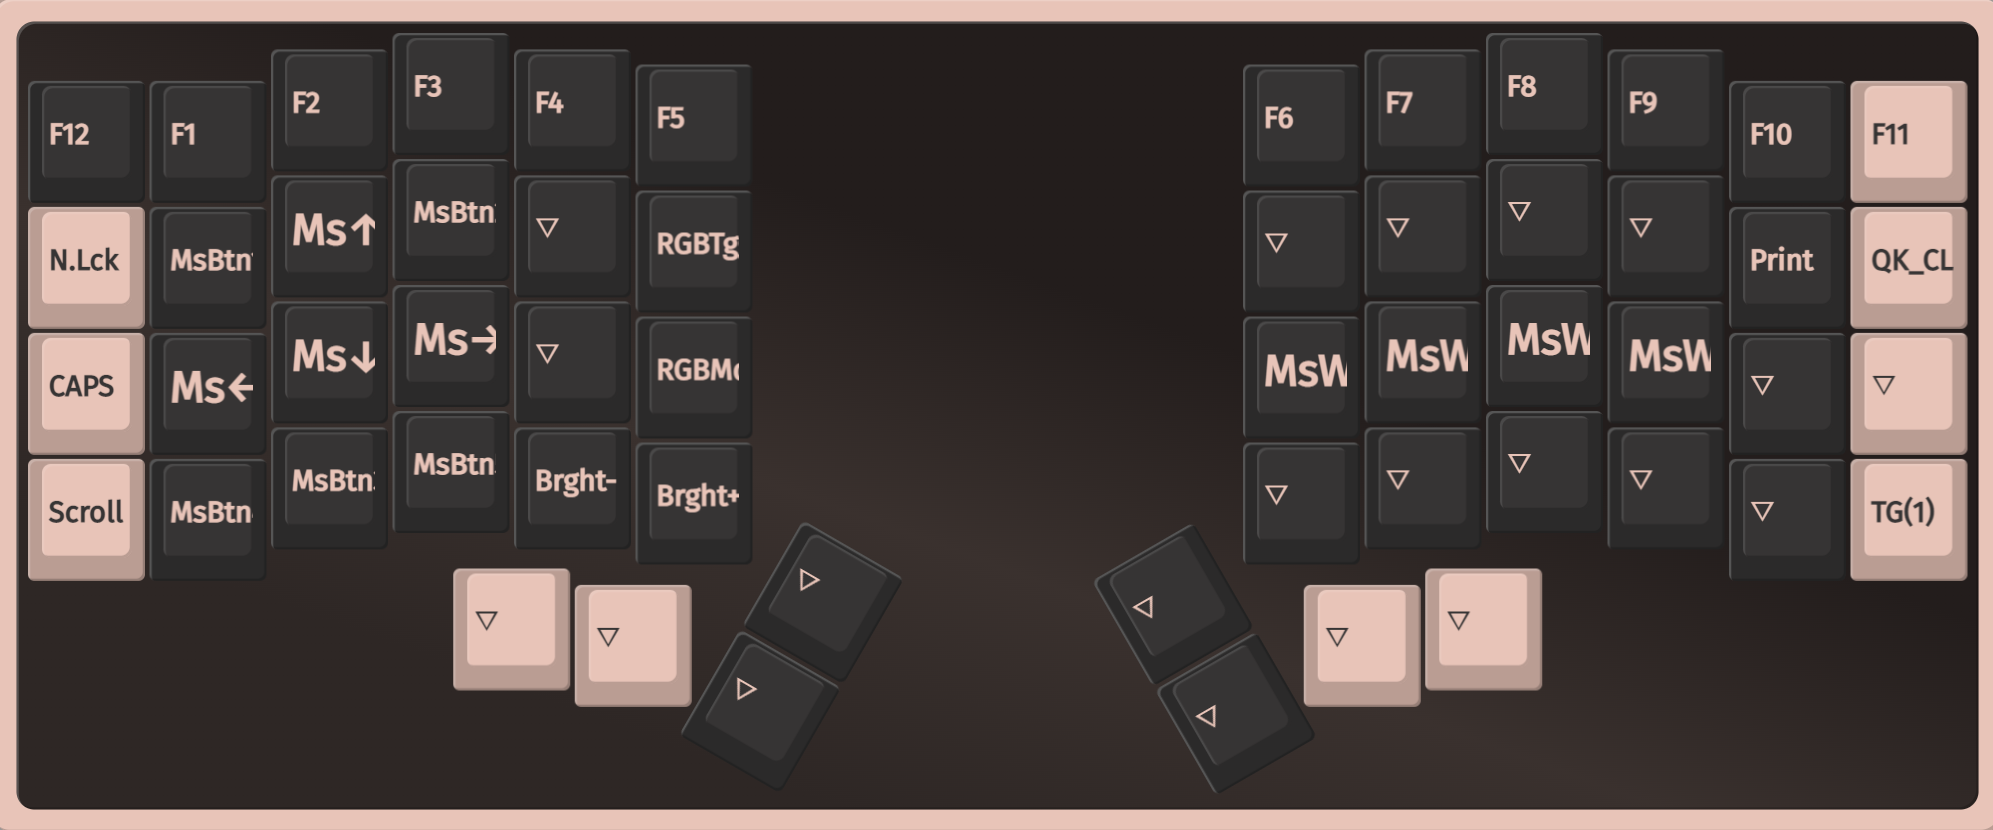 F12 F1 F2 F3 F4 F5 F6 F7 F8 F9 F10 F11
N.Lck MsBtn Ms↑ MsBtn ▽ RGBTg ▽ ▽ ▽ ▽ Print QK_CL
CAPS Ms← Ms↓ Ms→ ▽ RGBM MsW MsW MsW MsW ▽ ▽
Scroll MsBtn MsBtn MsBtn Brght- Brght+ ▽ ▽ ▽ ▽ ▽ TG(1)
▽ ▽ ▷ ◁ ▽ ▽
▷ ◁